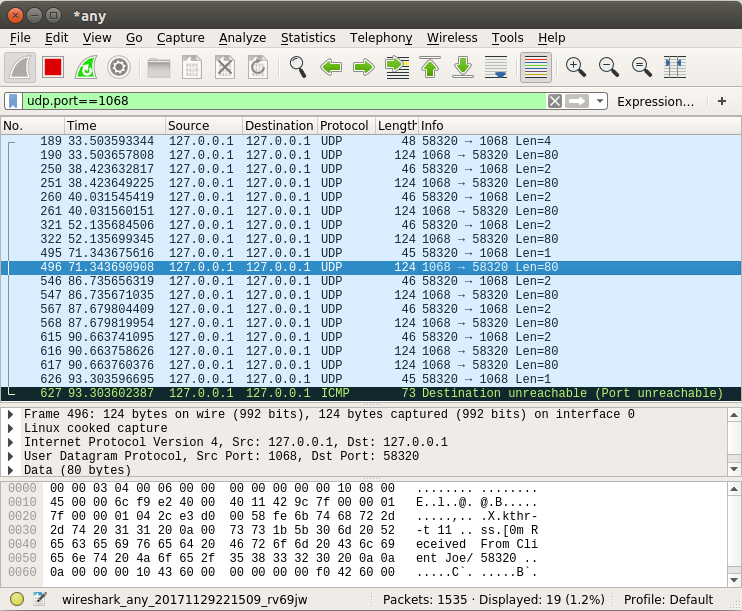 *any
File Edit View Go Capture Analyze Statistics Telephony Wireless Tools Help
udp.port==1068 Expression... +
No. Time Source Destination Protocol Length Info
189 33.503593344 127.0.0.1 127.0.0.1 UDP 48 58320 → 1068 Len=4
190 33.503657808 127.0.0.1 127.0.0.1 UDP 124 1068 → 58320 Len=80
250 38.423632817 127.0.0.1 127.0.0.1 UDP 46 58320 → 1068 Len=2
251 38.423649225 127.0.0.1 127.0.0.1 UDP 124 1068 → 58320 Len=80
260 40.031545419 127.0.0.1 127.0.0.1 UDP 46 58320 → 1068 Len=2
261 40.031560151 127.0.0.1 127.0.0.1 UDP 124 1068 → 58320 Len=80
321 52.135684506 127.0.0.1 127.0.0.1 UDP 46 58320 → 1068 Len=2
322 52.135699345 127.0.0.1 127.0.0.1 UDP 124 1068 → 58320 Len=80
495 71.343675616 127.0.0.1 127.0.0.1 UDP 45 58320 → 1068 Len=1
496 71.343690908 127.0.0.1 127.0.0.1 UDP 124 1068 → 58320 Len=80
546 86.735656319 127.0.0.1 127.0.0.1 UDP 46 58320 → 1068 Len=2
547 86.735671035 127.0.0.1 127.0.0.1 UDP 124 1068 → 58320 Len=80
567 87.679804409 127.0.0.1 127.0.0.1 UDP 46 58320 → 1068 Len=2
568 87.679819954 127.0.0.1 127.0.0.1 UDP 124 1068 → 58320 Len=80
615 90.663741095 127.0.0.1 127.0.0.1 UDP 46 58320 → 1068 Len=2
616 90.663758626 127.0.0.1 127.0.0.1 UDP 124 1068 → 58320 Len=80
617 90.663760376 127.0.0.1 127.0.0.1 UDP 124 1068 → 58320 Len=80
626 93.303596695 127.0.0.1 127.0.0.1 UDP 45 58320 → 1068 Len=1
627 93.303602387 127.0.0.1 127.0.0.1 ICMP 73 Destination unreachable (Port unreachable)
Frame 496: 124 bytes on wire (992 bits), 124 bytes captured (992 bits) on interface 0
Linux cooked capture
Internet Protocol Version 4, Src: 127.0.0.1, Dst: 127.0.0.1
User Datagram Protocol, Src Port: 1068, Dst Port: 58320
Data (80 bytes)
0000 00 00 03 04 00 06 00 00 00 00 00 00 10 08 00 ........ ........
0010 45 00 00 6c f9 e2 40 00 40 11 42 9c 7f 00 00 01 E..l..@. @.B.....
0020 7f 00 00 01 04 2c e3 d0 00 58 fe 6b 74 68 72 2d .....,.. .X.kthr-
0030 2d 74 20 31 31 20 0a 00 73 73 1b 5b 30 6d 20 52 -t 11 .. ss.[0m R
0040 65 63 65 69 76 65 64 20 46 72 6f 6d 20 43 6c 69 eceived From Cli
0050 65 6e 74 20 4a 6f 65 2f 35 38 33 32 30 20 0a 0a ent Joe/ 58320 ..
0060 0a 00 00 00 10 43 60 00 00 00 00 00 f0 42 60 00 .....C`. .....B`.
wireshark_any_20171129221509_rv69jw Packets: 1535 · Displayed: 19 (1.2%) Profile: Default